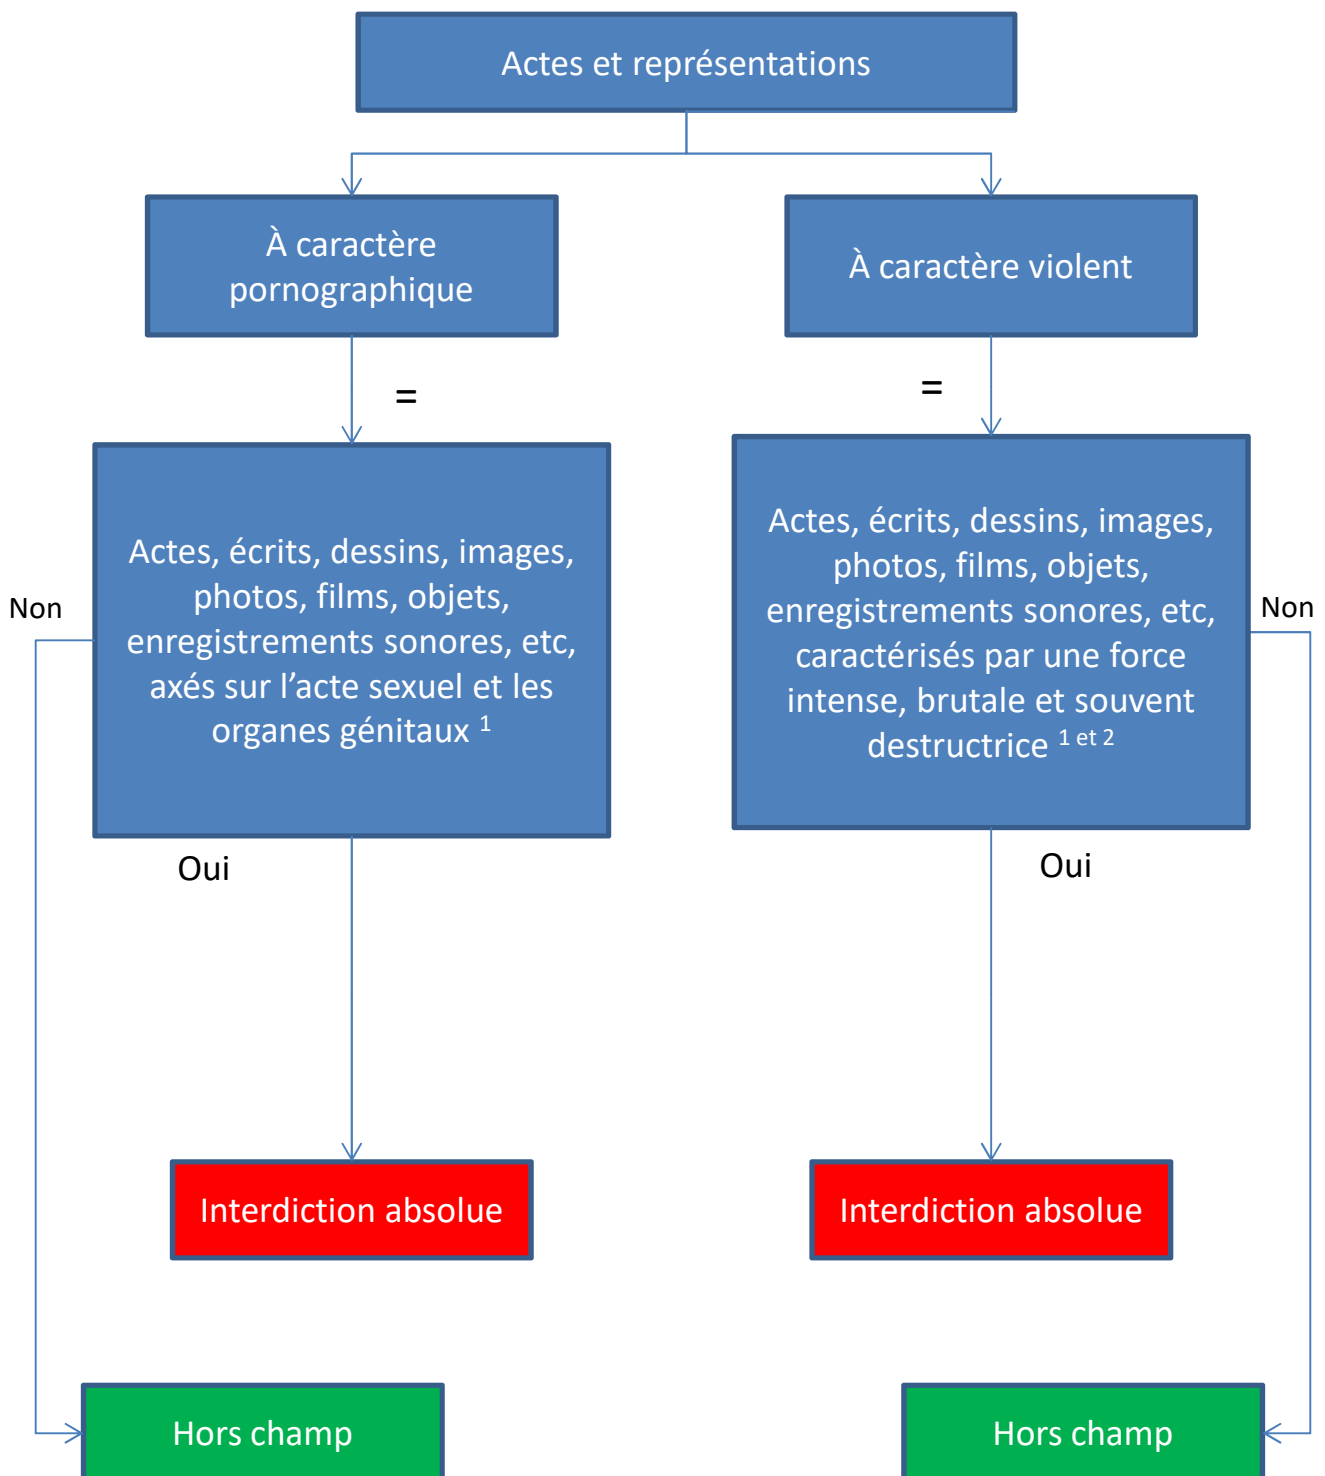 Actes et représentations
À caractère
pornographique
À caractère violent
=
=
Actes, écrits, dessins, images,
photos, films, objets,
enregistrements sonores, etc,
axés sur l’acte sexuel et les
organes génitaux 1
Actes, écrits, dessins, images,
photos, films, objets,
enregistrements sonores, etc,
caractérisés par une force
intense, brutale et souvent
destructrice 1 et 2
Non
Non
Oui
Oui
Interdiction absolue
Interdiction absolue
Hors champ
Hors champ